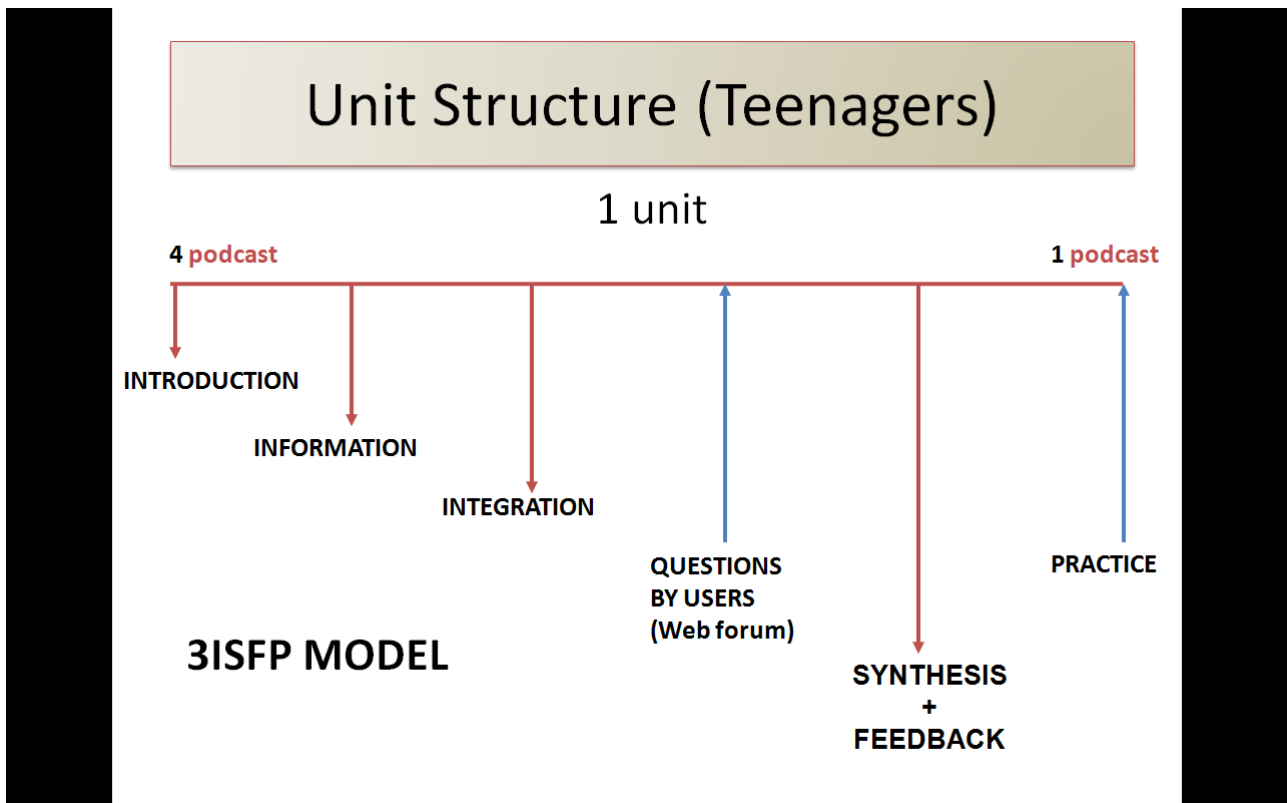 Unit Structure (Teenagers)
1 unit
4 podcast
1 podcast
INTRODUCTION
INFORMATION
INTEGRATION
QUESTIONS
BY USERS
(Web forum)
PRACTICE
3ISFP MODEL
SYNTHESIS
+
FEEDBACK